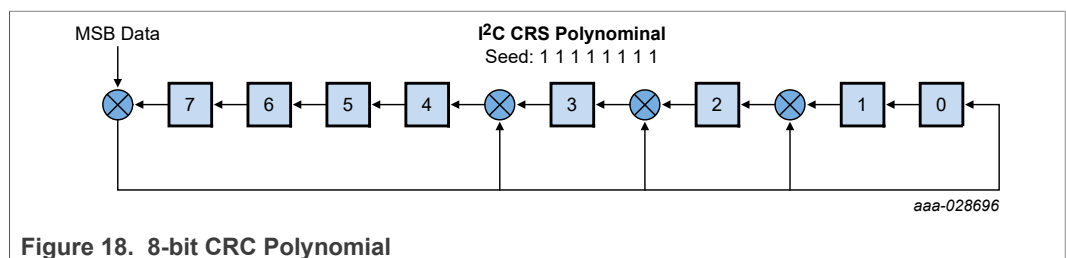 MSB Data
I²C CRS Polynominal
Seed: 1 1 1 1 1 1 1 1
7 6 5 4 3 2 1 0
aaa-028696
Figure 18. 8-bit CRC Polynomial